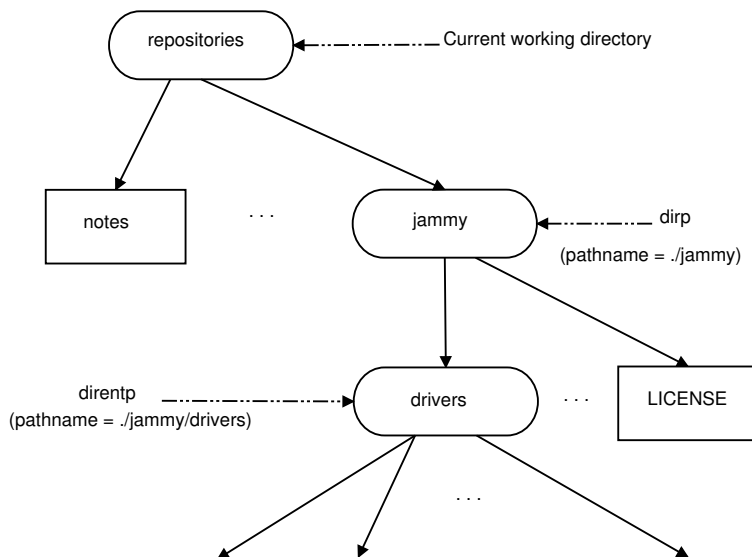 repositories
Current working directory
notes
. . .
jammy
dirp
(pathname = ./jammy)
direntp
(pathname = ./jammy/drivers)
drivers
. . .
LICENSE
. . .